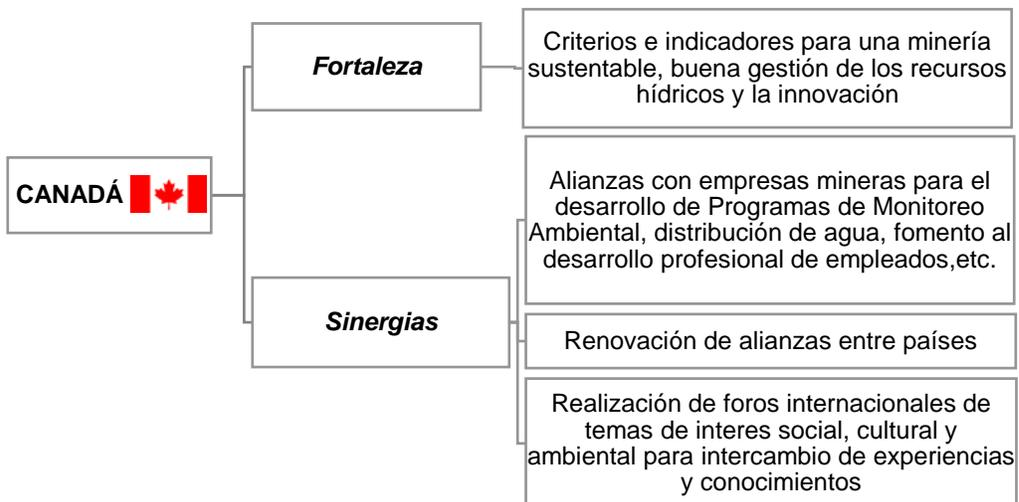 CANADÁ
Fortaleza
Criterios e indicadores para una minería
sustentable, buena gestión de los recursos
hídricos y la innovación
Sinergias
Alianzas con empresas mineras para el
desarrollo de Programas de Monitoreo
Ambiental, distribución de agua, fomento al
desarrollo profesional de empleados,etc.
Renovación de alianzas entre países
Realización de foros internacionales de
temas de interes social, cultural y
ambiental para intercambio de experiencias
y conocimientos